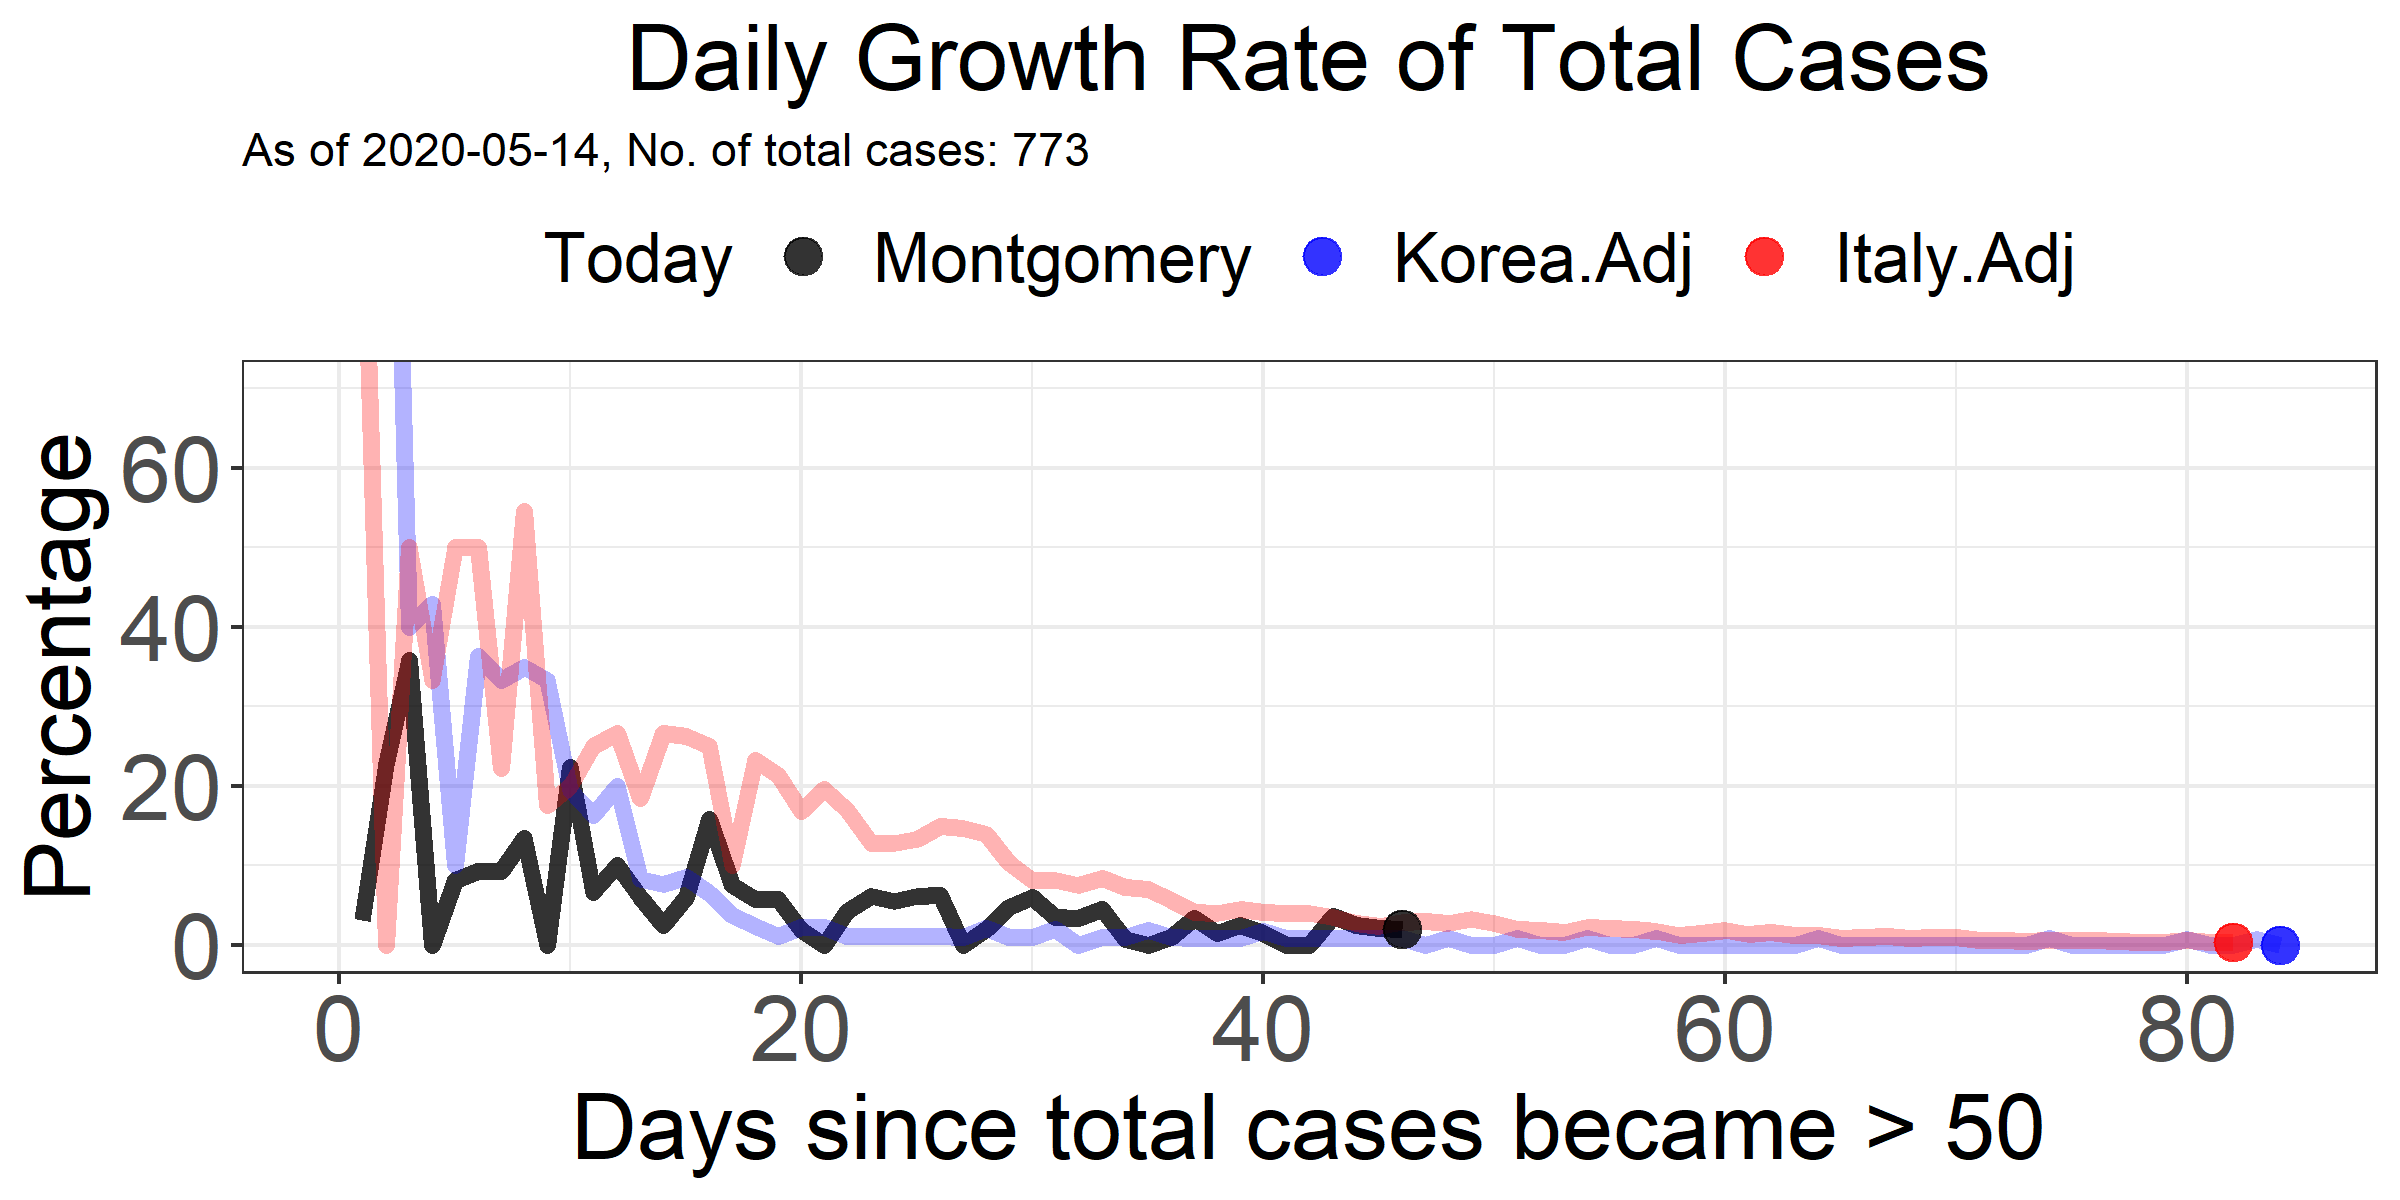 Daily Growth Rate of Total Cases
As of 2020-05-14, No. of total cases: 773
Today Montgomery Korea.Adj Italy.Adj
Percentage
60
40
20
0
0 20 40 60 80
Days since total cases became > 50